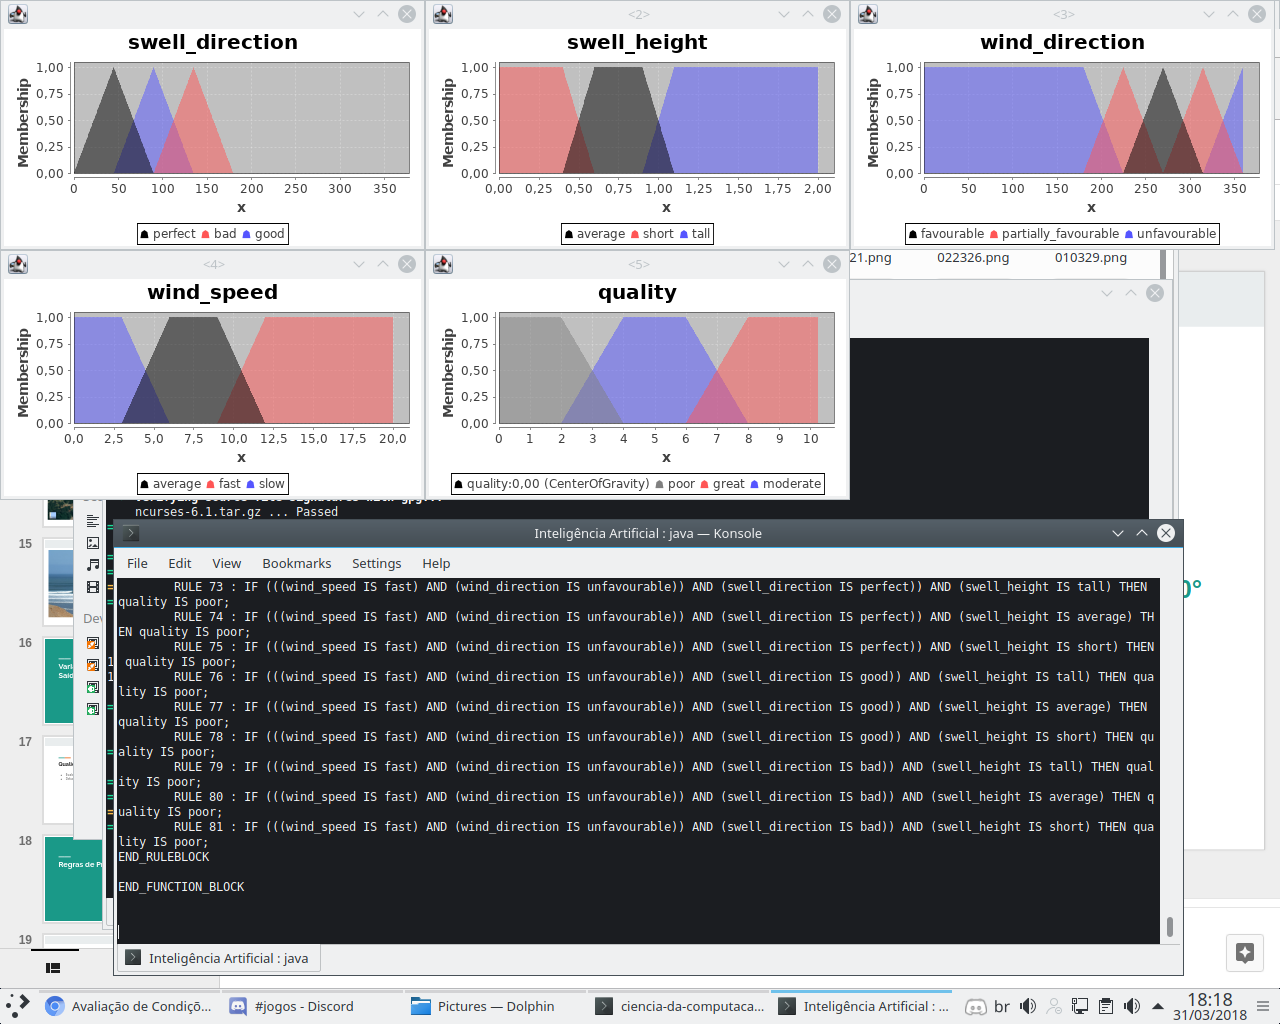 swell_direction
Membership
1,00
0,75
0,50
0,25
0,00
0 50 100 150 200 250 300 350
x
perfect bad good
<2>
swell_height
Membership
1,00
0,75
0,50
0,25
0,00
0,00 0,25 0,50 0,75 1,00 1,25 1,50 1,75 2,00
x
average short tall
<3>
wind_direction
Membership
1,00
0,75
0,50
0,25
0,00
0 50 100 150 200 250 300 350
x
favourable partially_favourable unfavourable
<4>
wind_speed
Membership
1,00
0,75
0,50
0,25
0,00
0,0 2,5 5,0 7,5 10,0 12,5 15,0 17,5 20,0
x
average fast slow
<5>
quality
Membership
1,00
0,75
0,50
0,25
0,00
0 1 2 3 4 5 6 7 8 9 10
x
quality:0,00 (CenterOfGravity) poor great moderate
21.png 022326.png 010329.png
ncurses-6.1.tar.gz ... Passed
15
16
17
18
19
Dev
Regras de P
0°
Inteligência Artificial : java — Konsole
File Edit View Bookmarks Settings Help
RULE 73 : IF (((wind_speed IS fast) AND (wind_direction IS unfavourable)) AND (swell_direction IS perfect)) AND (swell_height IS tall) THEN
quality IS poor;
RULE 74 : IF (((wind_speed IS fast) AND (wind_direction IS unfavourable)) AND (swell_direction IS perfect)) AND (swell_height IS average) TH
EN quality IS poor;
RULE 75 : IF (((wind_speed IS fast) AND (wind_direction IS unfavourable)) AND (swell_direction IS perfect)) AND (swell_height IS short) THEN
quality IS poor;
RULE 76 : IF (((wind_speed IS fast) AND (wind_direction IS unfavourable)) AND (swell_direction IS good)) AND (swell_height IS tall) THEN qua
lity IS poor;
RULE 77 : IF (((wind_speed IS fast) AND (wind_direction IS unfavourable)) AND (swell_direction IS good)) AND (swell_height IS average) THEN
quality IS poor;
RULE 78 : IF (((wind_speed IS fast) AND (wind_direction IS unfavourable)) AND (swell_direction IS good)) AND (swell_height IS short) THEN qu
ality IS poor;
RULE 79 : IF (((wind_speed IS fast) AND (wind_direction IS unfavourable)) AND (swell_direction IS bad)) AND (swell_height IS tall) THEN qual
ity IS poor;
RULE 80 : IF (((wind_speed IS fast) AND (wind_direction IS unfavourable)) AND (swell_direction IS bad)) AND (swell_height IS average) THEN q
uality IS poor;
RULE 81 : IF (((wind_speed IS fast) AND (wind_direction IS unfavourable)) AND (swell_direction IS bad)) AND (swell_height IS short) THEN qua
lity IS poor;
END_RULEBLOCK
END_FUNCTION_BLOCK
Inteligência Artificial : java
Avaliação de Condiçõ... #jogos - Discord Pictures — Dolphin ciencia-da-computaca... Inteligência Artificial : ... br 18:18
31/03/2018